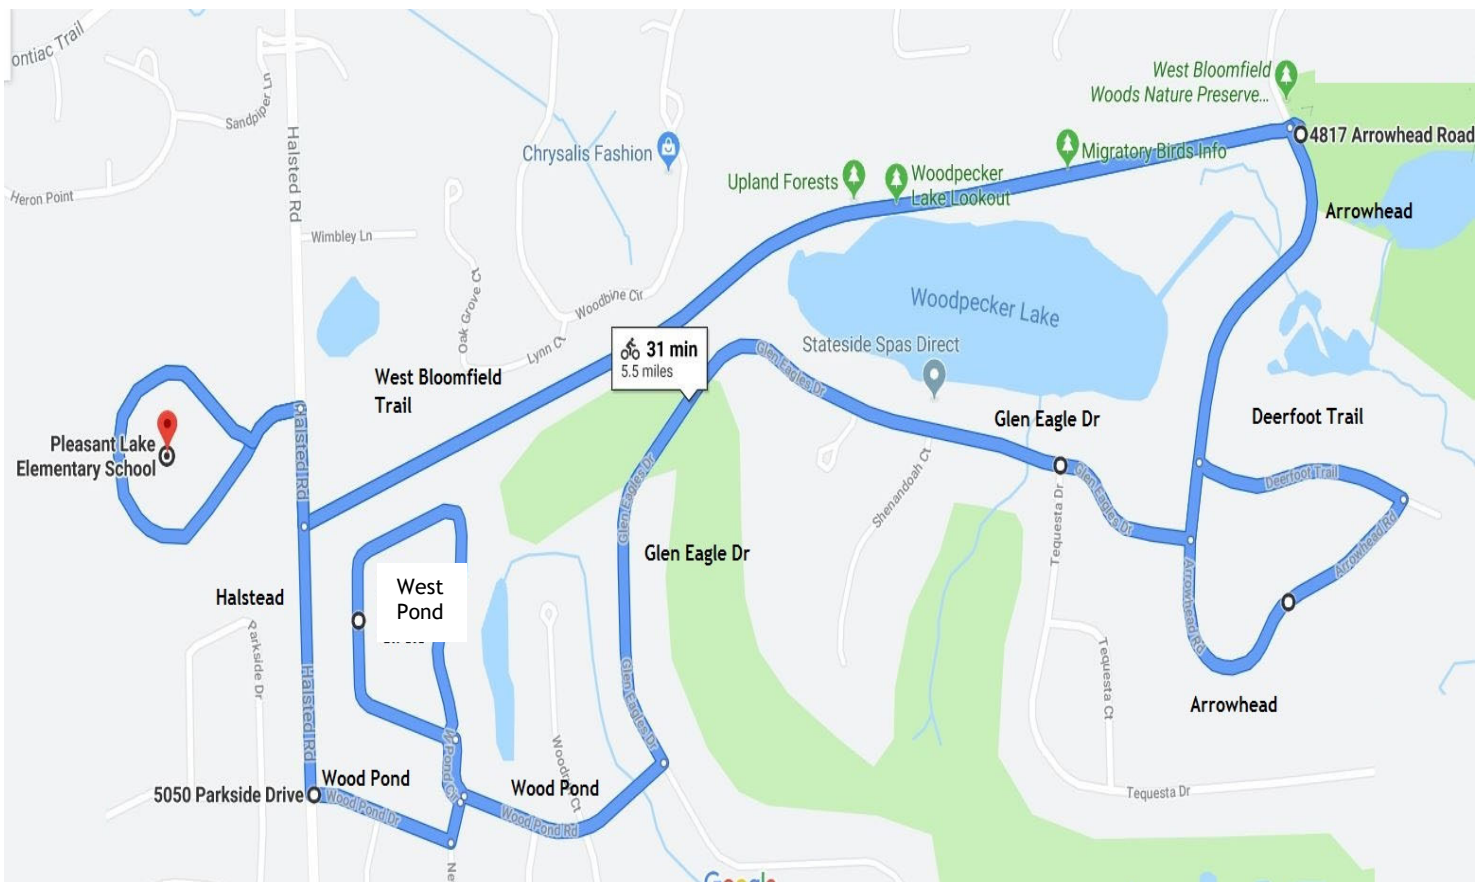 ontiac Trail
Sandpiper Ln
Halsted Rd
Heron Point
Wimbley Ln
Chrysalis Fashion
Oak Grove Ct
Woodbine Cir
Lynn Ct
Upland Forests
Woodpecker
Lake Lookout
Migratory Birds Info
West Bloomfield
Woods Nature Preserve...
4817 Arrowhead Road
Arrowhead
Woodpecker Lake
Stateside Spas Direct
31 min
5.5 miles
West Bloomfield
Trail
Pleasant Lake
Elementary School
Halsted Rd
Glen Eagles Dr
Glen Eagle Dr
Deerfoot Trail
Deerfoot Trail
Glen Eagles Dr
Shenandoah Ct
Tequesta Dr
Glen Eagles Dr
Glen Eagle Dr
Arrowhead Rd
Arrowhead Rd
Arrowhead
West
Pond
Halstead
Parkside Dr
Halsted Rd
Glen Eagles Dr
Tequesta Ct
W Pond Cir
Woodr Ct
Wood Pond
Wood Pond
5050 Parkside Drive
Wood Pond Dr
Wood Pond Rd
Tequesta Dr
Ne
Google